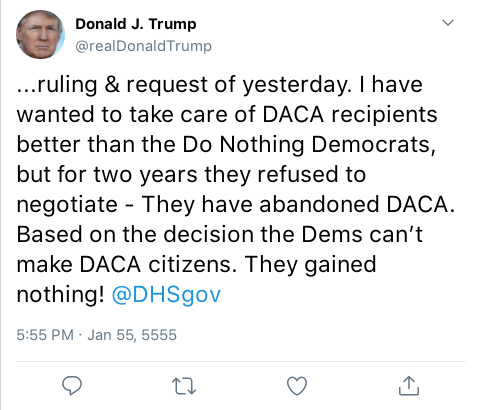 Donald J. Trump
@realDonaldTrump
...ruling & request of yesterday. I have
wanted to take care of DACA recipients
better than the Do Nothing Democrats,
but for two years they refused to
negotiate - They have abandoned DACA.
Based on the decision the Dems can’t
make DACA citizens. They gained
nothing! @DHSgov
5:55 PM · Jan 55, 5555